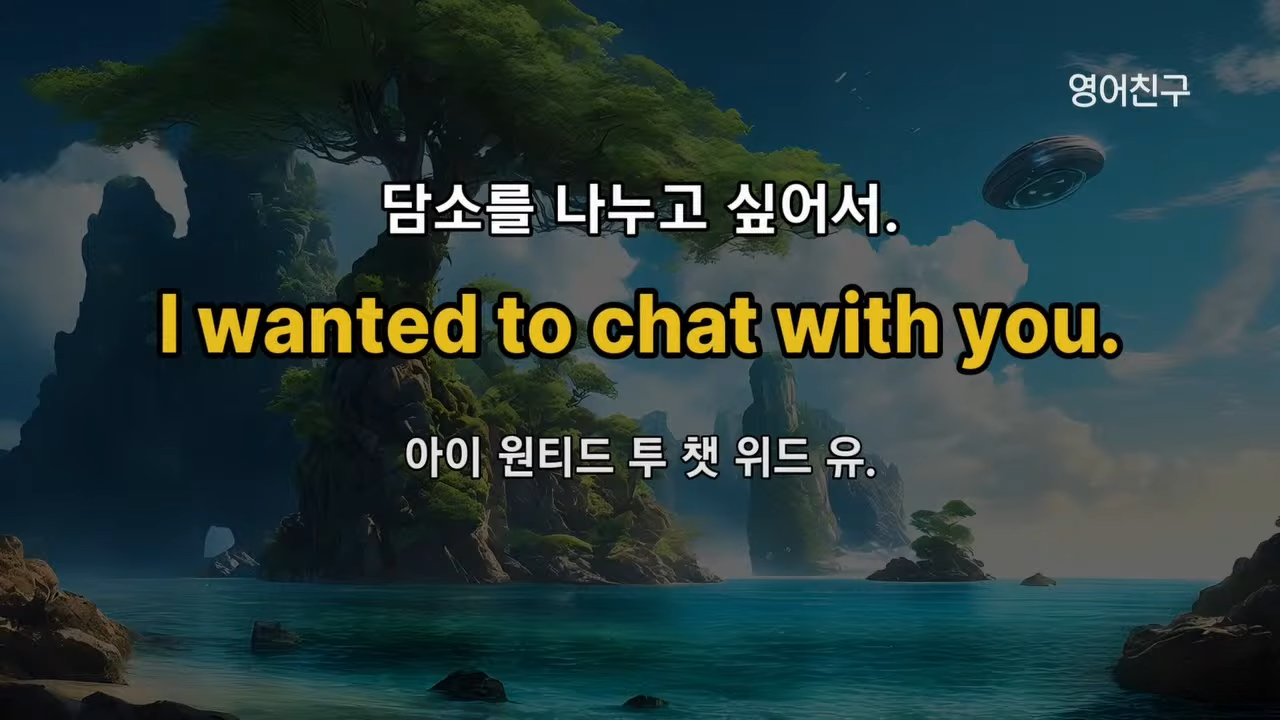 영어친구
담소를 나누고 싶어서.
I wanted to chat with you.
아이 원티드 투 챗 위드 유.